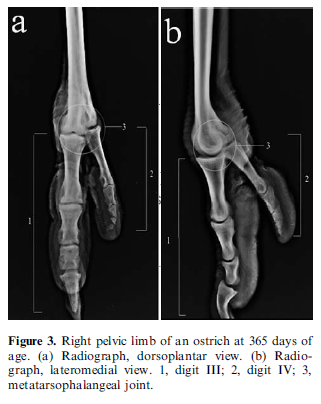 a
b
3
1
2
3
1
2
Figure 3. Right pelvic limb of an ostrich at 365 days of
age. (a) Radiograph, dorsoplantar view. (b) Radio-
graph, lateromedial view. 1, digit III; 2, digit IV; 3,
metatarsophalangeal joint.